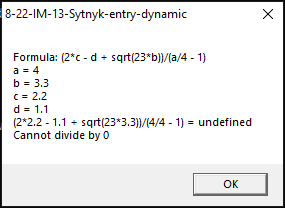 8-22-IM-13-Sytnyk-entry-dynamic
Formula: (2*c - d + sqrt(23*b))/(a/4 - 1)
a = 4
b = 3.3
c = 2.2
d = 1.1
(2*2.2 - 1.1 + sqrt(23*3.3))/(4/4 - 1) = undefined
Cannot divide by 0
OK